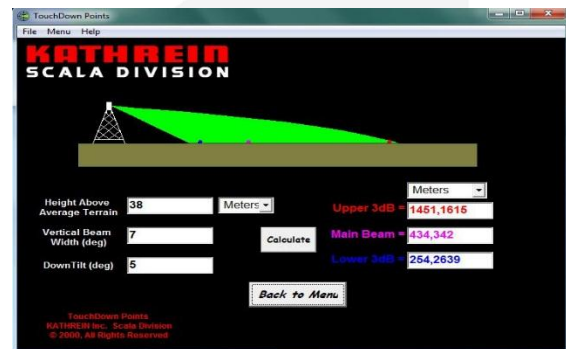 TouchDown Points
File Menu Help
KATHREIN
SCALA DIVISION
Meters
Height Above
Average Terrain
38
Meters
Upper 3dB =
1451,1615
Vertical Beam
Width (deg)
7
Calculate
Main Beam =
434,342
DownTilt (deg)
5
Lower 3dB =
254,2639
Back to Menu
TouchDown Points
KATHREIN Inc. Scala Division
© 2000, All Rights Reserved